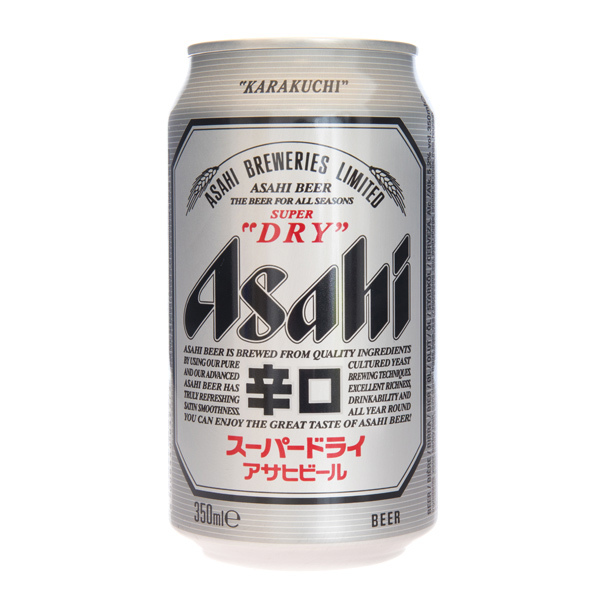 "KARAKUCHI"
ASAHI BREWERIES LIMITED
ASAHI BEER
THE BEER FOR ALL SEASONS
SUPER
"DRY"
Asahi
ASAHI BEER IS BREWED FROM QUALITY INGREDIENTS
BY USING OUR PURE CULTURED YEAST
AND OUR ADVANCED BREWING TECHNIQUES.
ASAHI BEER HAS EXCELLENT RICHNESS,
TRULY REFRESHING DRINKABILITY AND
SATIN SMOOTHNESS. ALL YEAR ROUND
YOU CAN ENJOY THE GREAT TASTE OF ASAHI BEER!
辛口
スーパードライ
アサヒビール
350ml℮
BEER